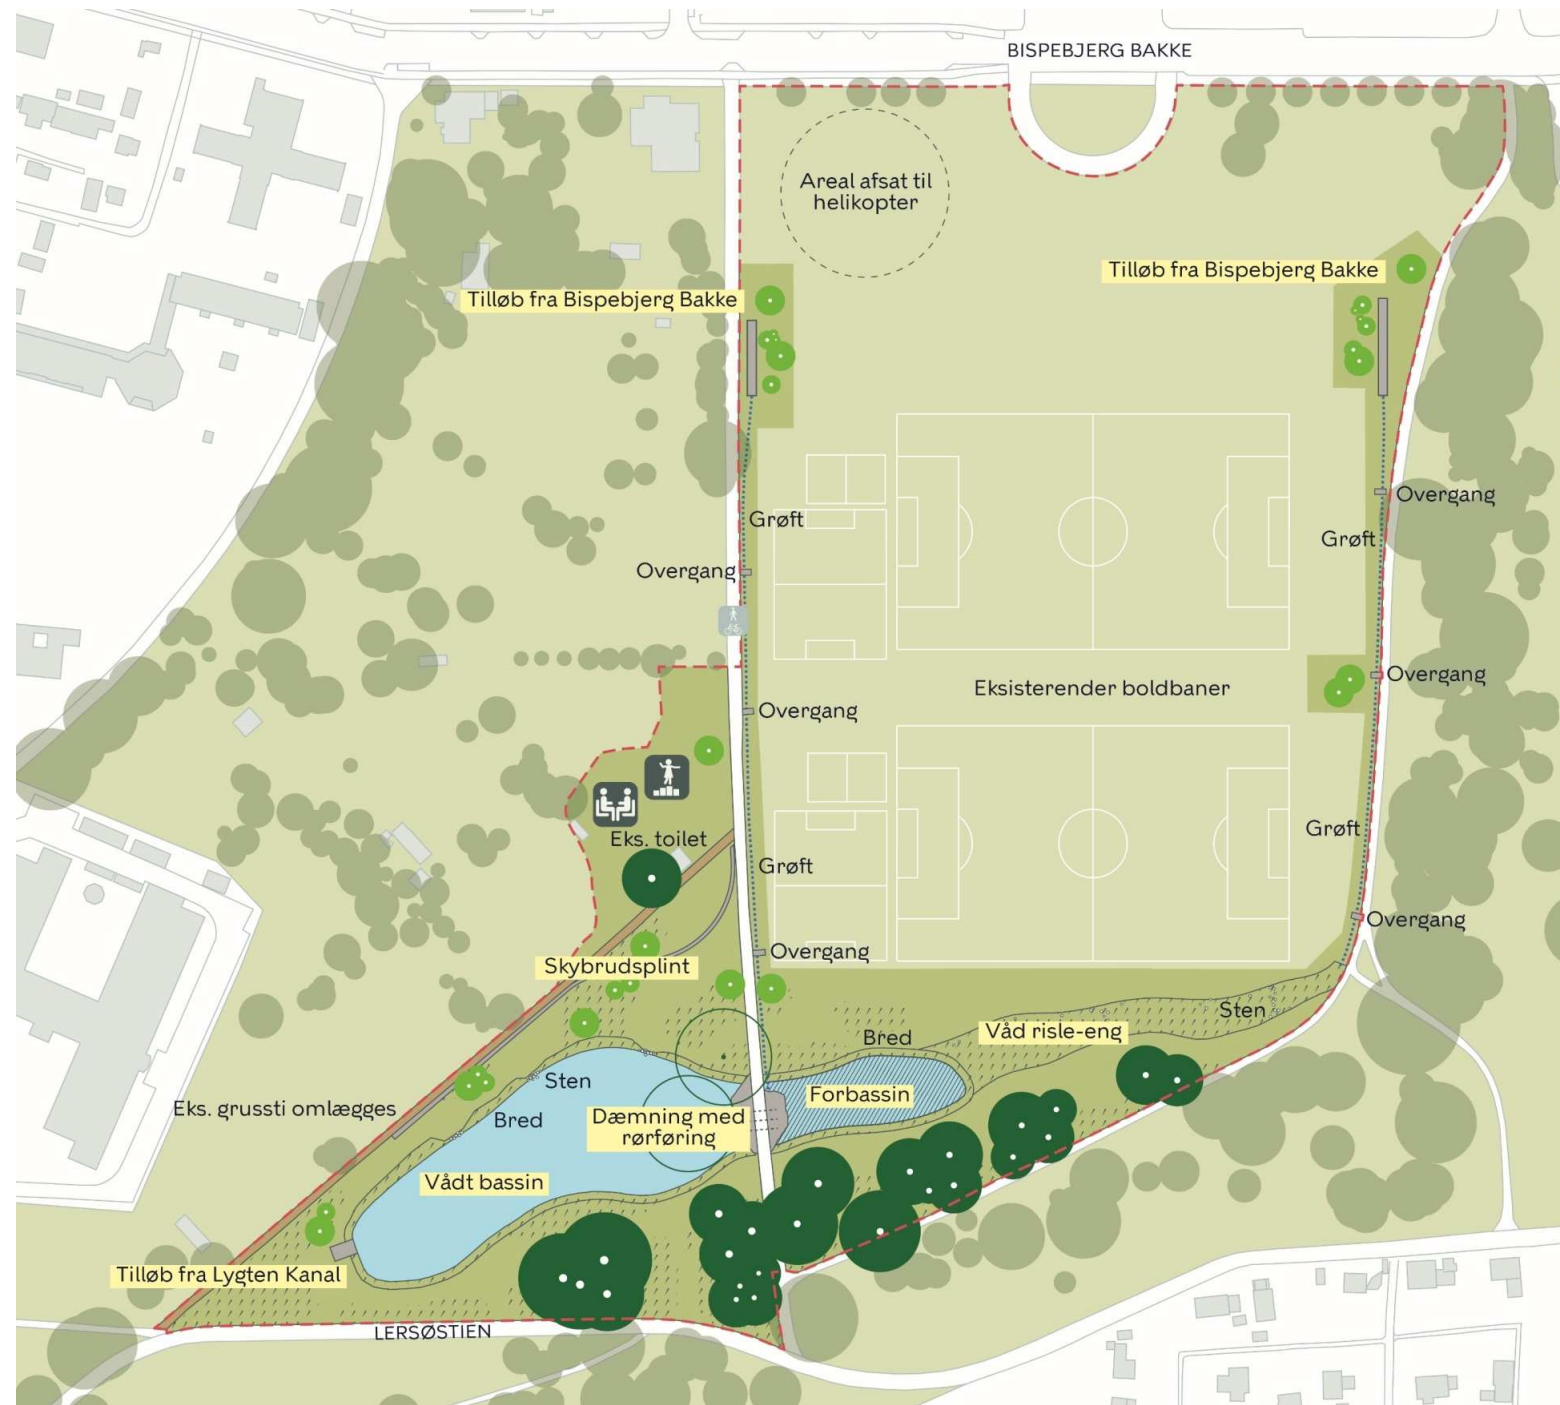 BISPEBJERG BAKKE
Areal afsat til
helikopter
Tilløb fra Bispebjerg Bakke
Tilløb fra Bispebjerg Bakke
Overgang
Grøft
Grøft
Overgang
Overgang
Eksisterender boldbaner
Overgang
Grøft
Eks. toilet
Grøft
Overgang
Overgang
Skybrudsplint
Sten
Våd risle-eng
Bred
Sten
Forbassin
Eks. grussti omlægges
Bred
Dæmning med
rørføring
Vådt bassin
Tilløb fra Lygten Kanal
LERSØSTIEN